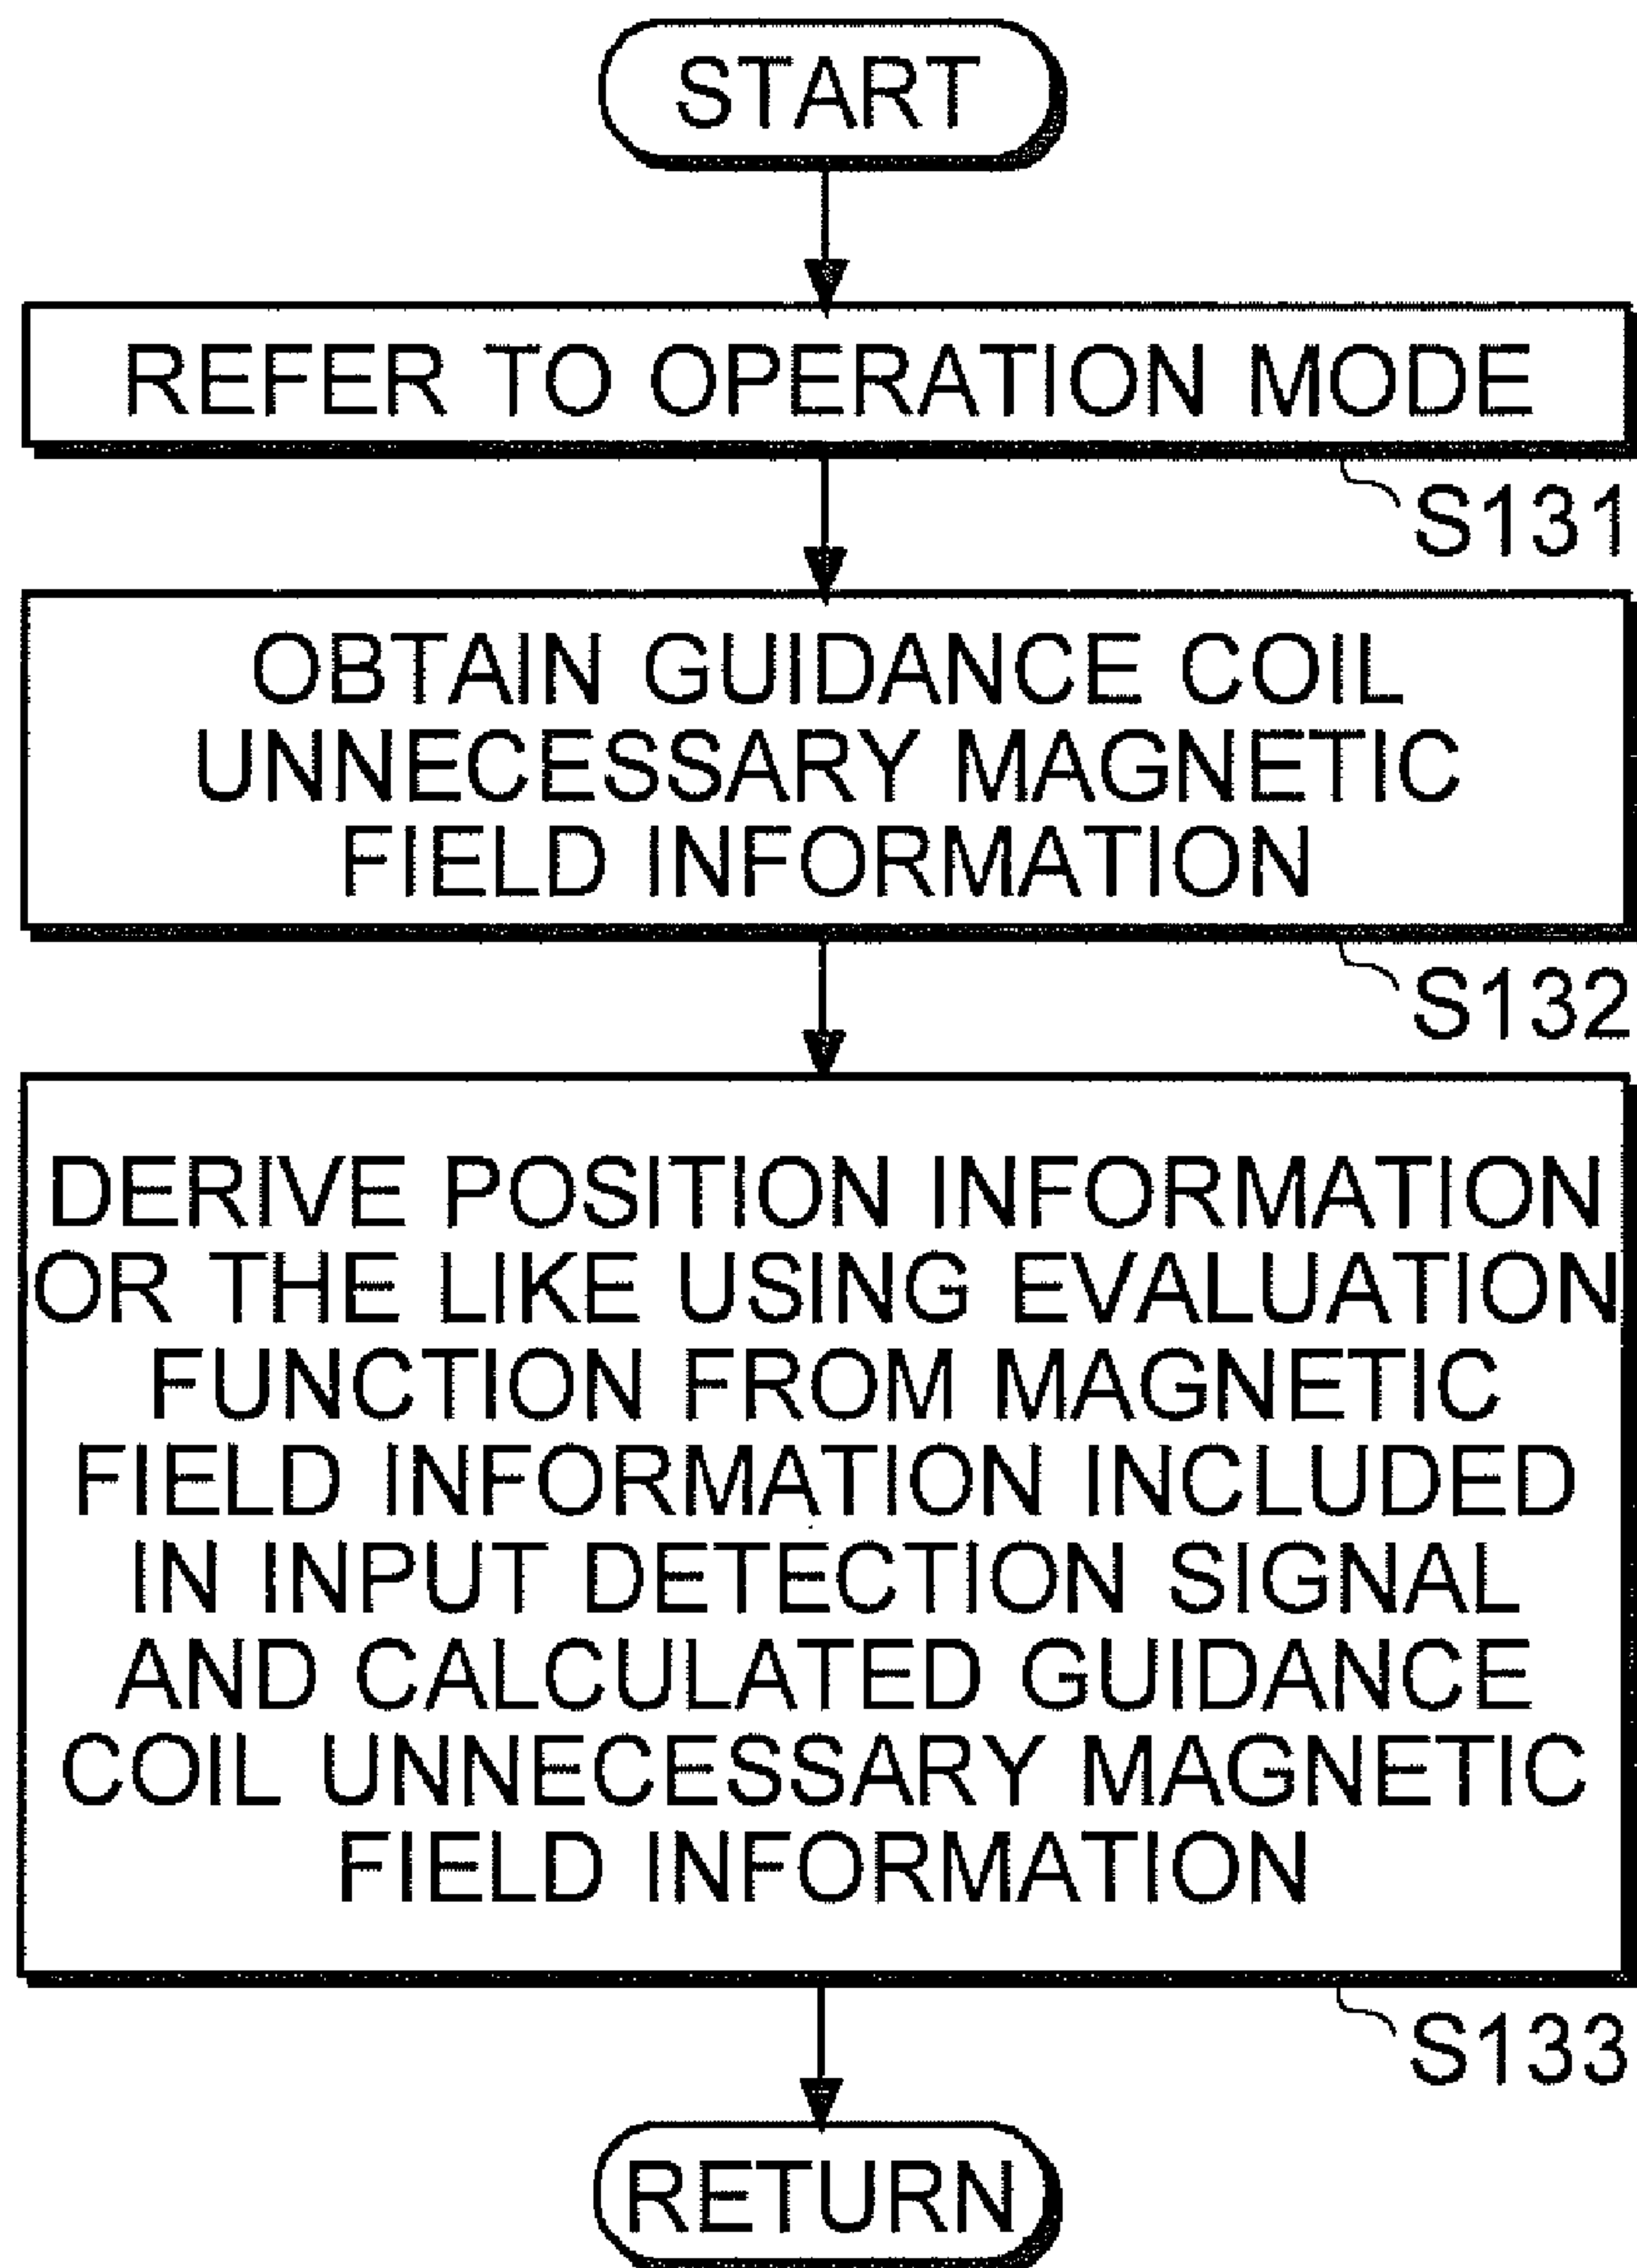 START
REFER TO OPERATION MODE
S131
OBTAIN GUIDANCE COIL
UNNECESSARY MAGNETIC
FIELD INFORMATION
S132
DERIVE POSITION INFORMATION
OR THE LIKE USING EVALUATION
FUNCTION FROM MAGNETIC
FIELD INFORMATION INCLUDED
IN INPUT DETECTION SIGNAL
AND CALCULATED GUIDANCE
COIL UNNECESSARY MAGNETIC
FIELD INFORMATION
S133
RETURN